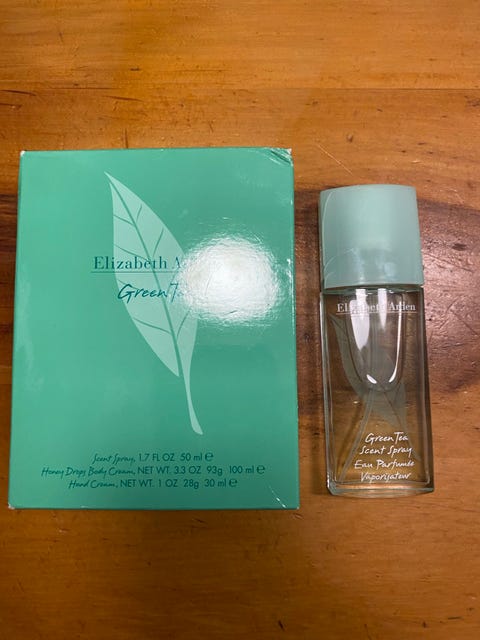 Elizabeth A
Green
Scent Spray, 1.7 FL OZ 50 ml ℮
Honey Drops Body Cream, NET WT. 3.3 OZ 93g 100 ml ℮
Hand Cream, NET WT. 1 OZ 28g 30 ml ℮
Elizabeth Arden
Green Tea
Scent Spray
Eau Parfumée
Vaporisateur